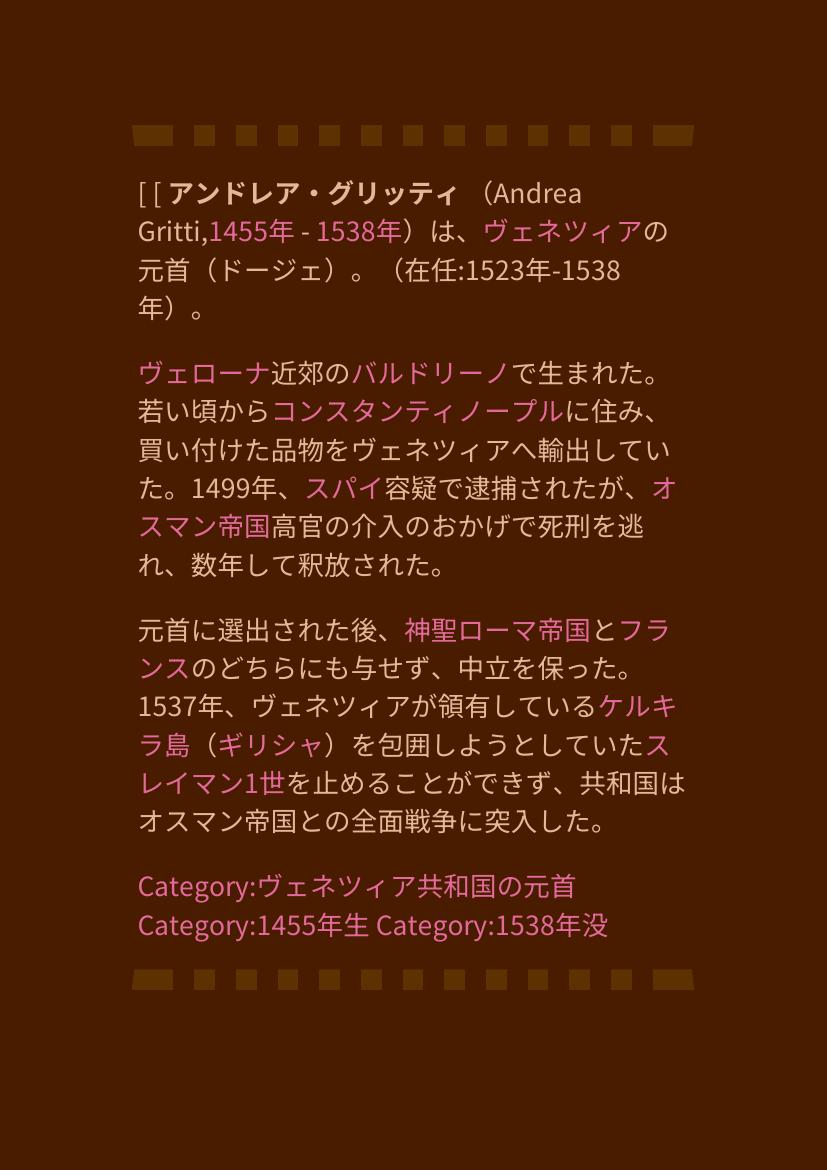 [ [ アンドレア・グリッティ （Andrea
Gritti,1455年 - 1538年）は、ヴェネツィアの
元首（ドージェ）。（在任:1523年-1538
年）。
ヴェローナ近郊のバルドリーノで生まれた。
若い頃からコンスタンティノープルに住み、
買い付けた品物をヴェネツィアへ輸出してい
た。1499年、スパイ容疑で逮捕されたが、オ
スマン帝国高官の介入のおかげで死刑を逃
れ、数年して釈放された。
元首に選出された後、神聖ローマ帝国とフラ
ンスのどちらにも与せず、中立を保った。
1537年、ヴェネツィアが領有しているケルキ
ラ島（ギリシャ）を包囲しようとしていたス
レイマン1世を止めることができず、共和国は
オスマン帝国との全面戦争に突入した。
Category:ヴェネツィア共和国の元首
Category:1455年生 Category:1538年没